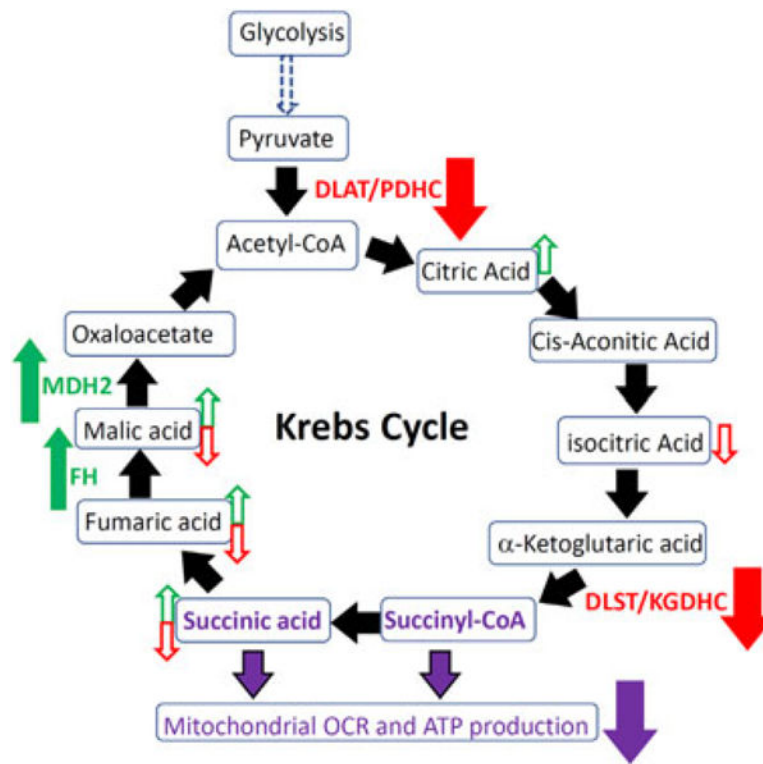 Glycolysis
Pyruvate
DLAT/PDHC
Acetyl-CoA
Citric Acid
Oxaloacetate
Cis-Aconitic Acid
MDH2
Malic acid
Krebs Cycle
isocitric Acid
FH
Fumaric acid
α-Ketoglutaric acid
DLST/KGDHC
Succinic acid
Succinyl-CoA
Mitochondrial OCR and ATP production